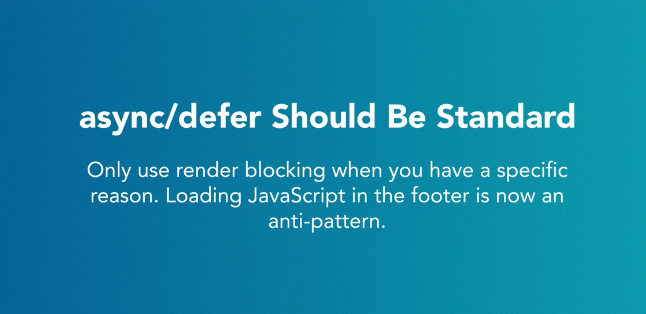 async/defer Should Be Standard
Only use render blocking when you have a specific
reason. Loading JavaScript in the footer is now an
anti-pattern.